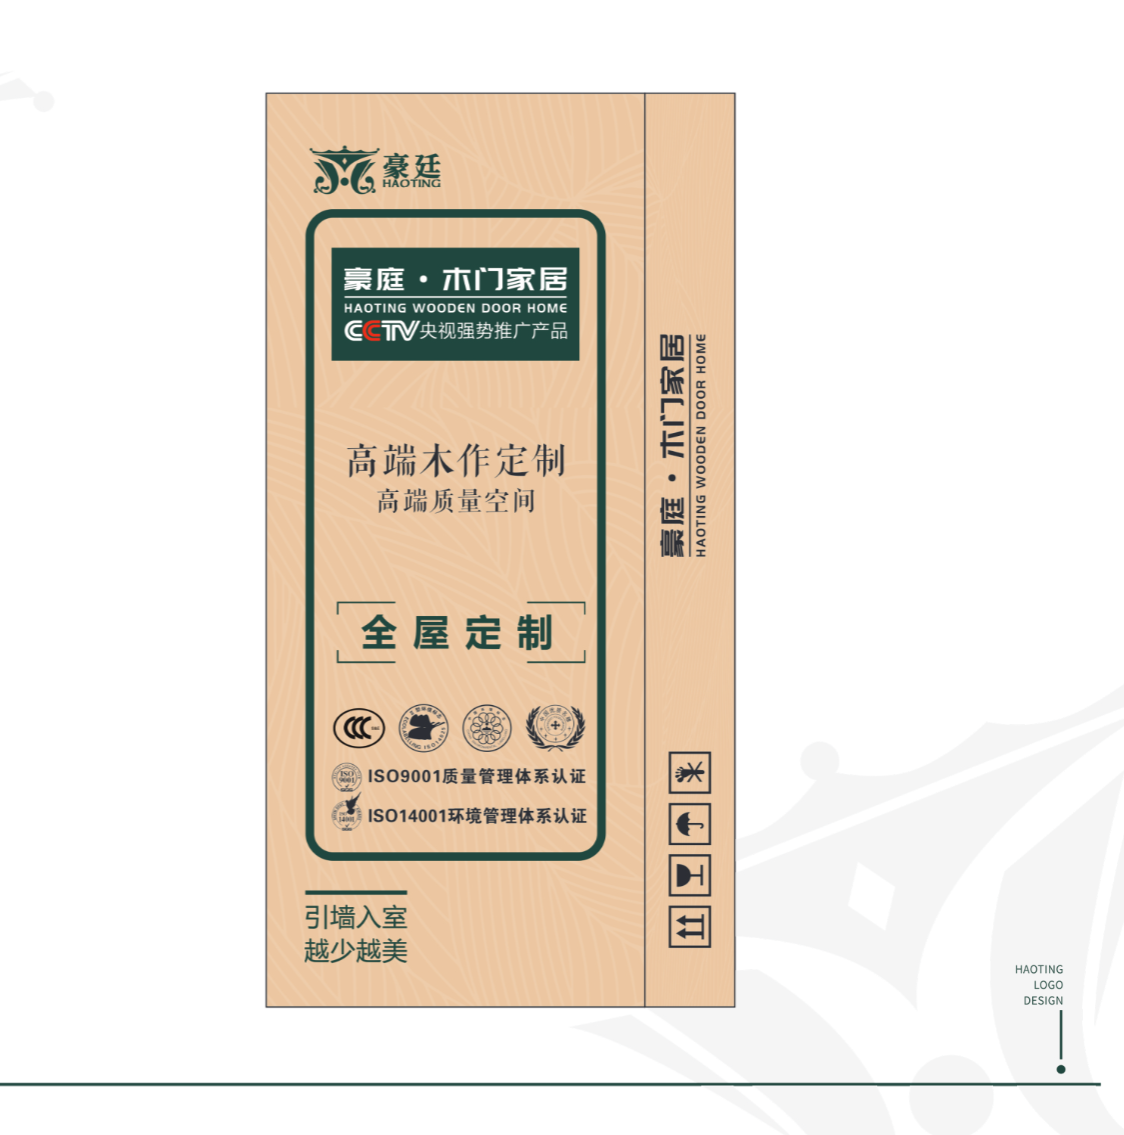 豪廷
HAOTING
豪庭·木门家居
HAOTING WOODEN DOOR HOME
CCTV央视强势推广产品
高端木作定制
高端质量空间
全屋定制
ISO9001质量管理体系认证
ISO14001环境管理体系认证
引墙入室
越少越美
豪庭·木门家居
HAOTING WOODEN DOOR HOME
HAOTING
LOGO
DESIGN